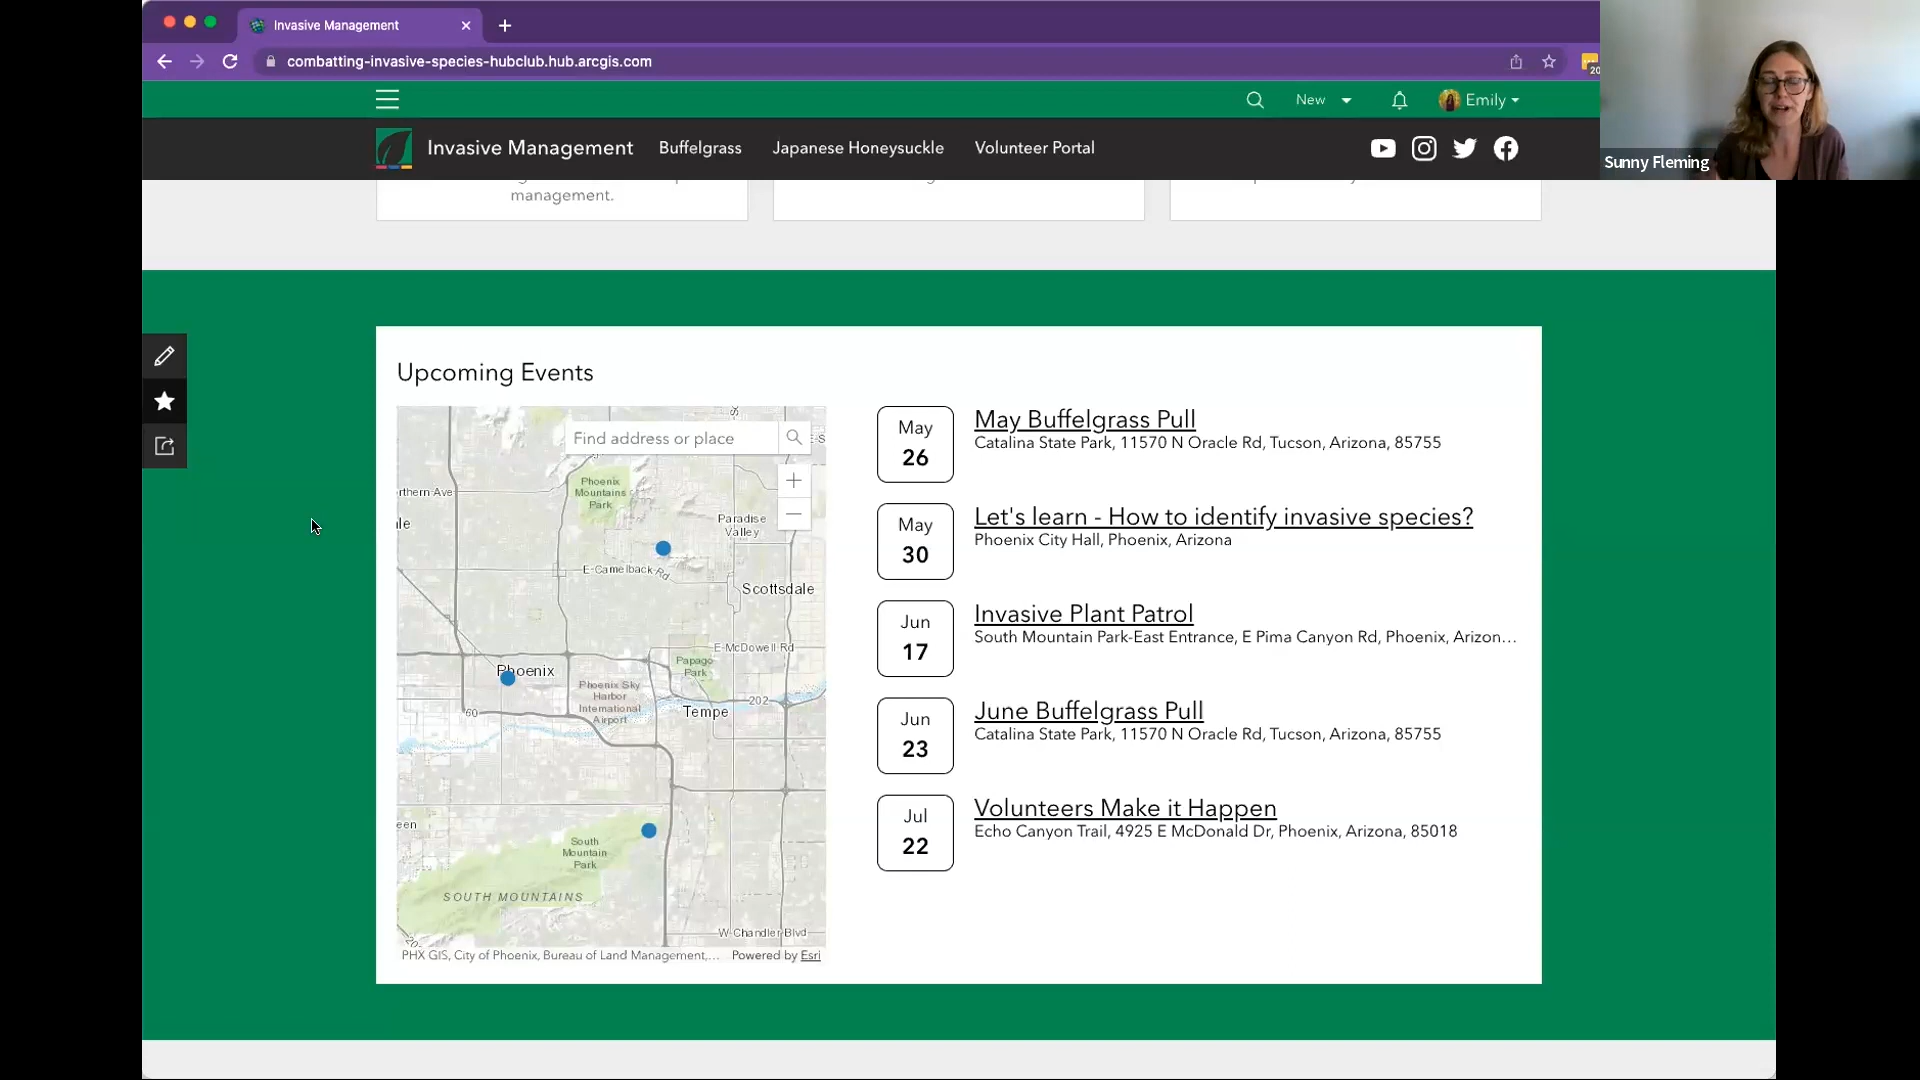 Invasive Management
combatting-invasive-species-hubclub.hub.arcgis.com
20
New
Emily
Sunny Fleming
Invasive Management
Buffelgrass
Japanese Honeysuckle
Volunteer Portal
management.
Upcoming Events
Find address or place
Phoenix
Mountains
Park
rthern Ave
Paradise
Valley
E Camelback Rd
Scottsdale
E McDowell Rd
Phoenix
Papago
Park
Phoenix Sky
Harbor
International
Airport
202
60
Tempe
een
South
Mountain
Park
SOUTH MOUNTAINS
W Chandler Blvd
PHX GIS, City of Phoenix, Bureau of Land Management,...
Powered by Esri
May
26
May Buffelgrass Pull
Catalina State Park, 11570 N Oracle Rd, Tucson, Arizona, 85755
May
30
Let's learn - How to identify invasive species?
Phoenix City Hall, Phoenix, Arizona
Jun
17
Invasive Plant Patrol
South Mountain Park-East Entrance, E Pima Canyon Rd, Phoenix, Arizon...
Jun
23
June Buffelgrass Pull
Catalina State Park, 11570 N Oracle Rd, Tucson, Arizona, 85755
Jul
22
Volunteers Make it Happen
Echo Canyon Trail, 4925 E McDonald Dr, Phoenix, Arizona, 85018